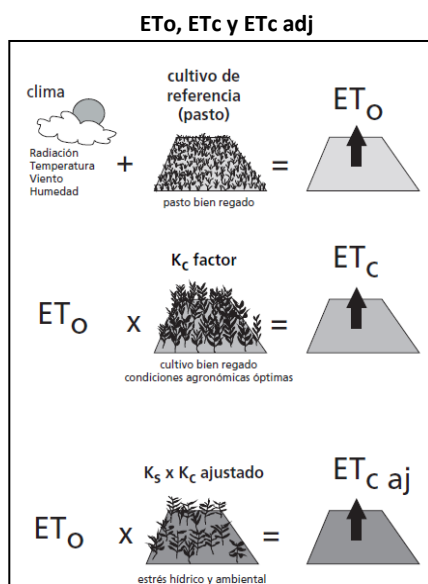 ETo, ETc y ETc adj
clima
Radiación
Temperatura
Viento
Humedad
+
cultivo de
referencia
(pasto)
pasto bien regado
=
ETo
ETo
x
Kc factor
cultivo bien regado
condiciones agronómicas óptimas
=
ETc
ETo
x
Ks x Kc ajustado
estrés hídrico y ambiental
=
ETc aj